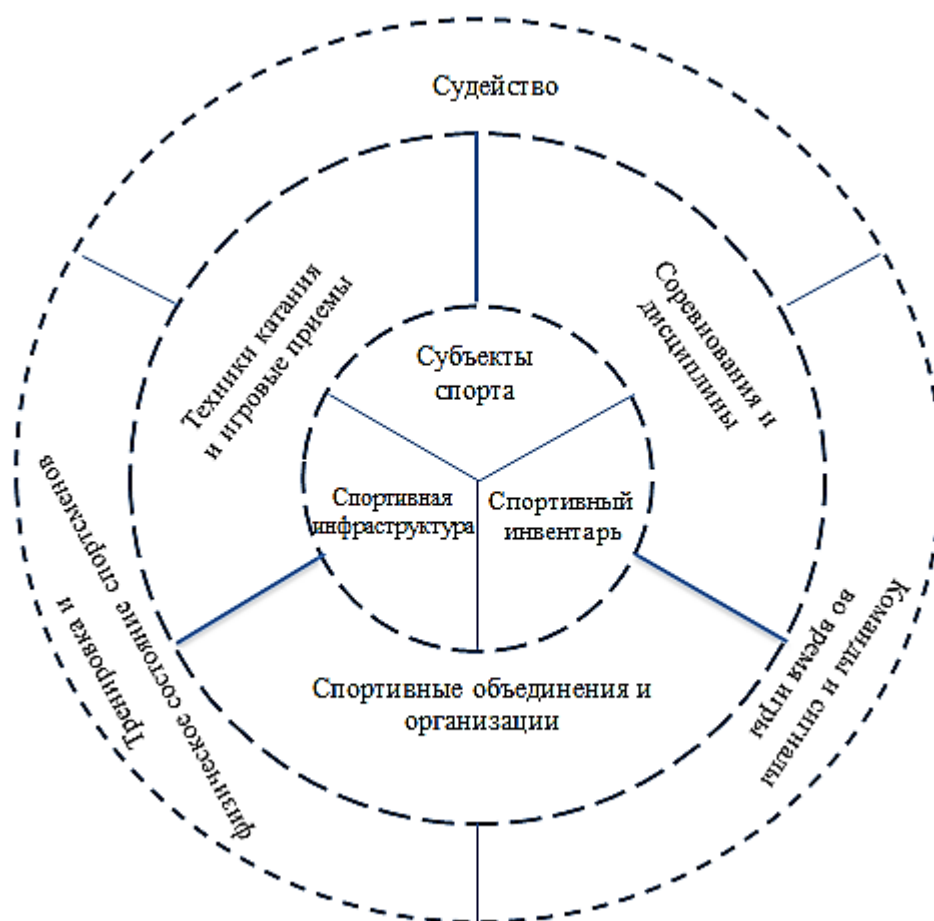 Судейство
Техники катания
и игровые приемы
Соревнования и
дисциплины
Субъекты
спорта
Спортивная
инфраструктура
Спортивный
инвентарь
Спортивные объединения и
организации
Тренировка и
физическое состояние спортсменов
Команды и сигналы
во время игры